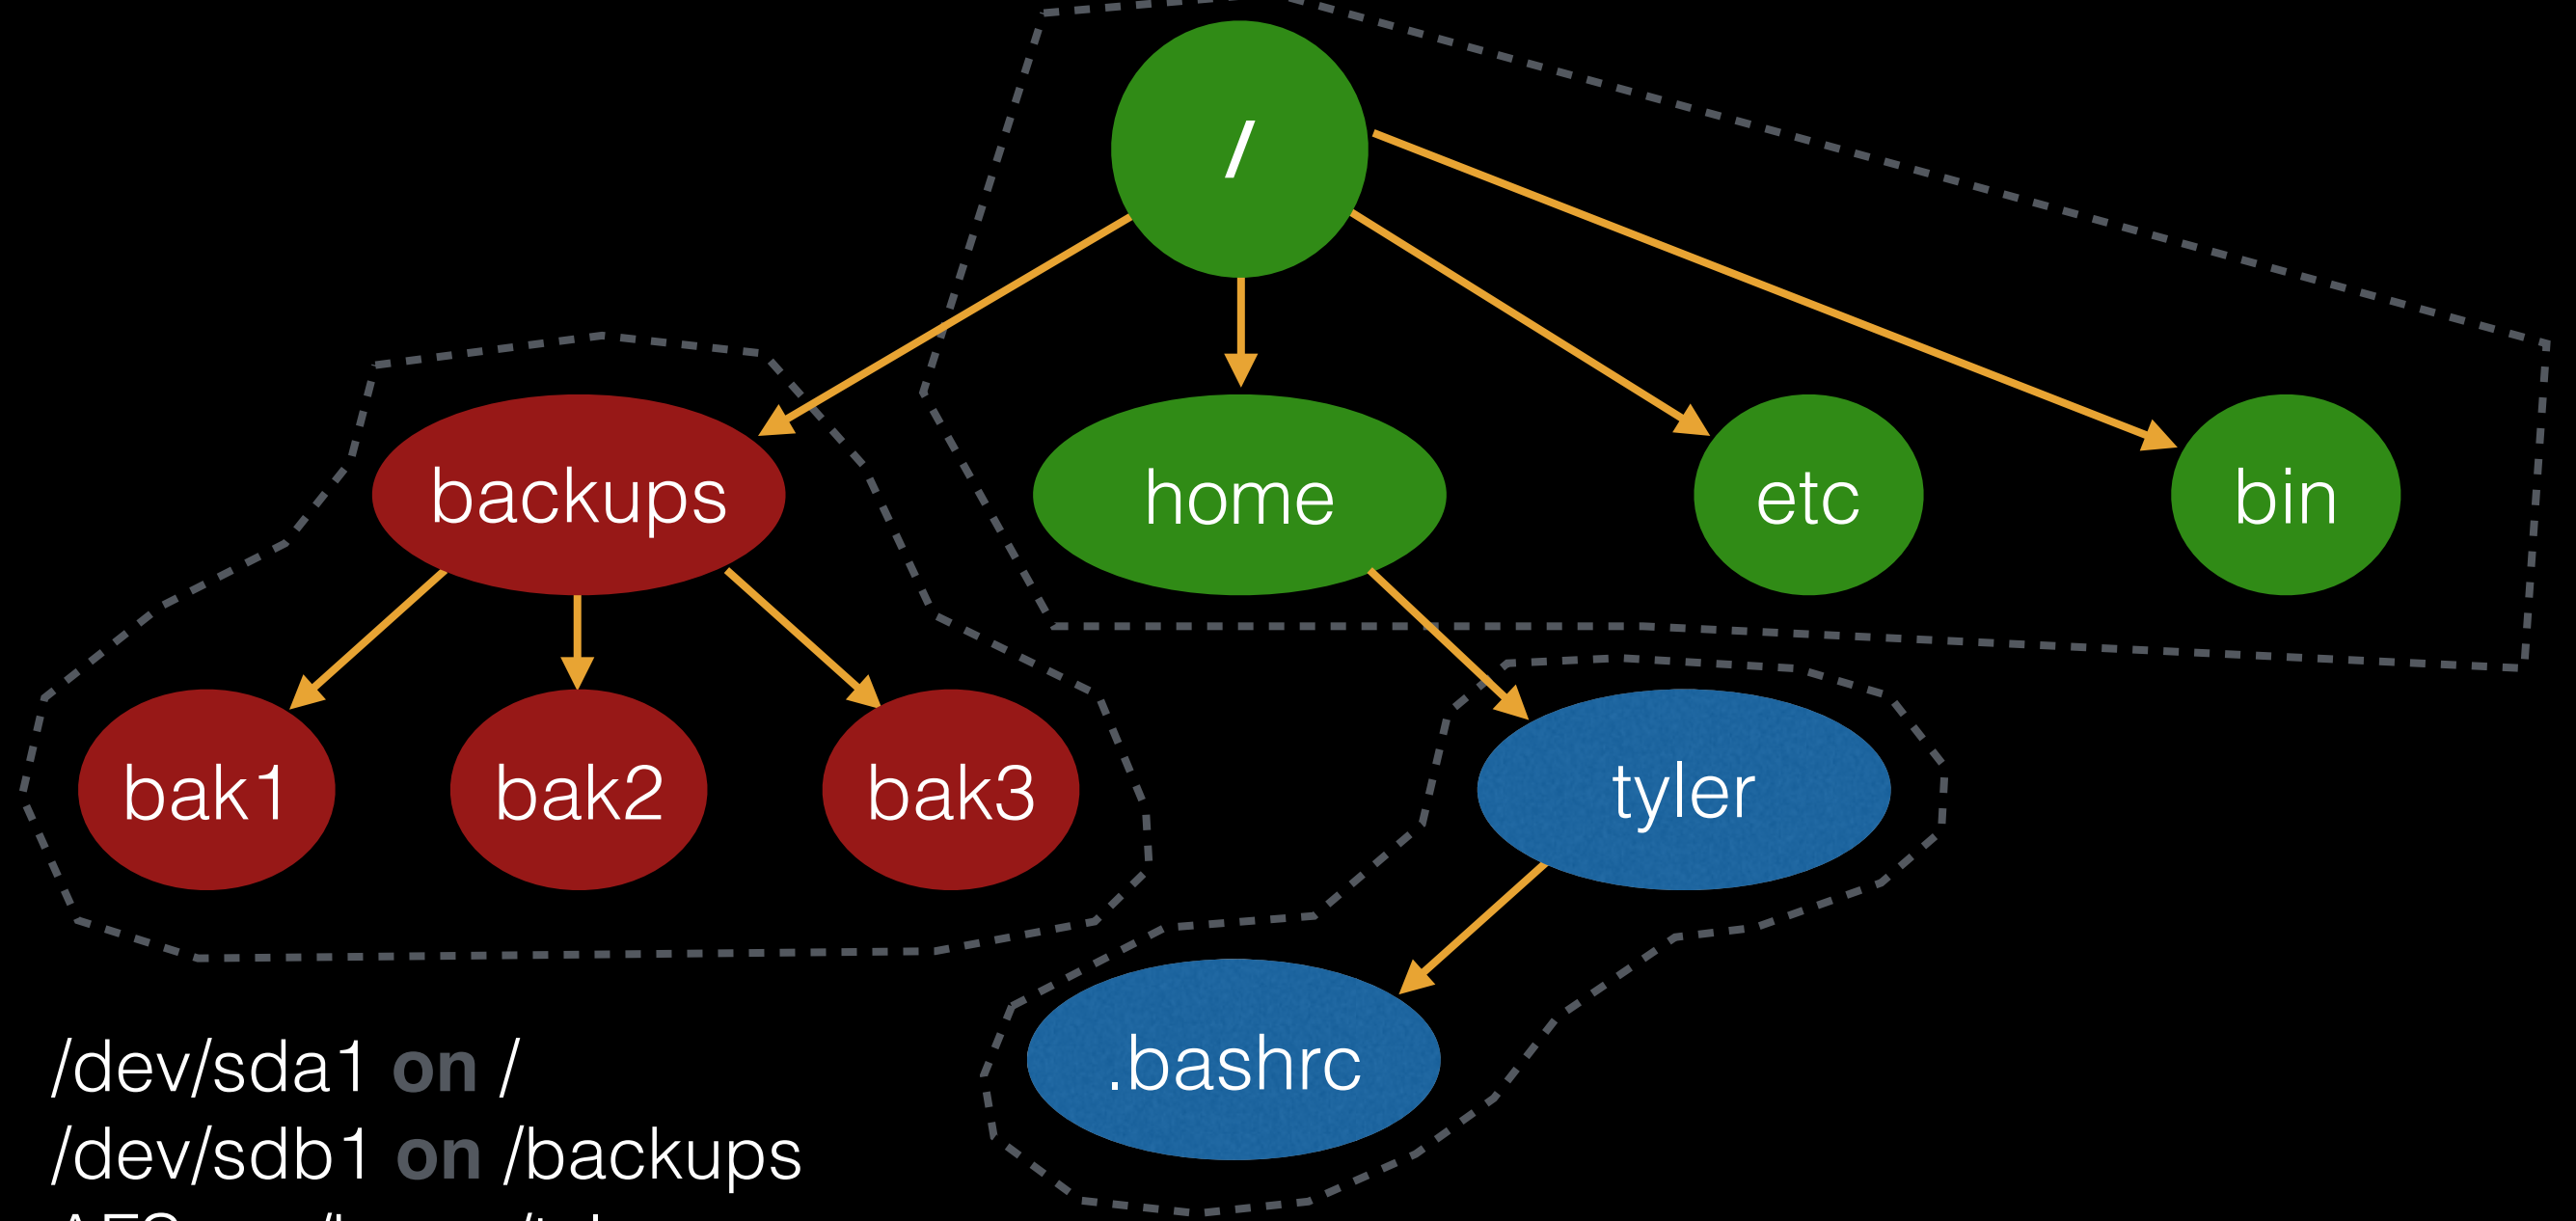 /
backups home etc bin
bak1 bak2 bak3 tyler
.bashrc
/dev/sda1 on /
/dev/sdb1 on /backups